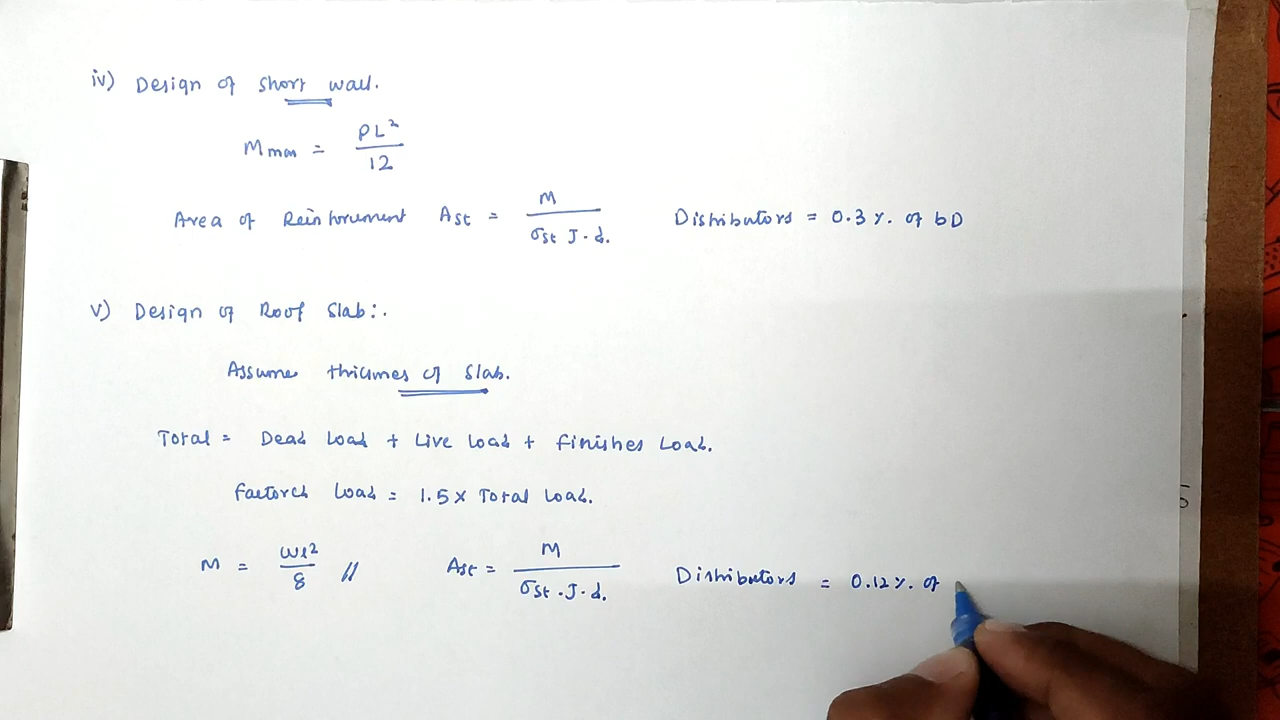 iv) Design of short wall.
Mmax = PL² / 12
Area of Reinforcement Ast = M / σst J·d. Distributors = 0.3 %. of bD
v) Design of Roof Slab:.
Assume thickness of slab.
Total = Dead Load + Live load + finishes Load.
factored load = 1.5 x Total load.
M = wl² / 8 // Ast = M / σst · J · d. Distributors = 0.12 %. of